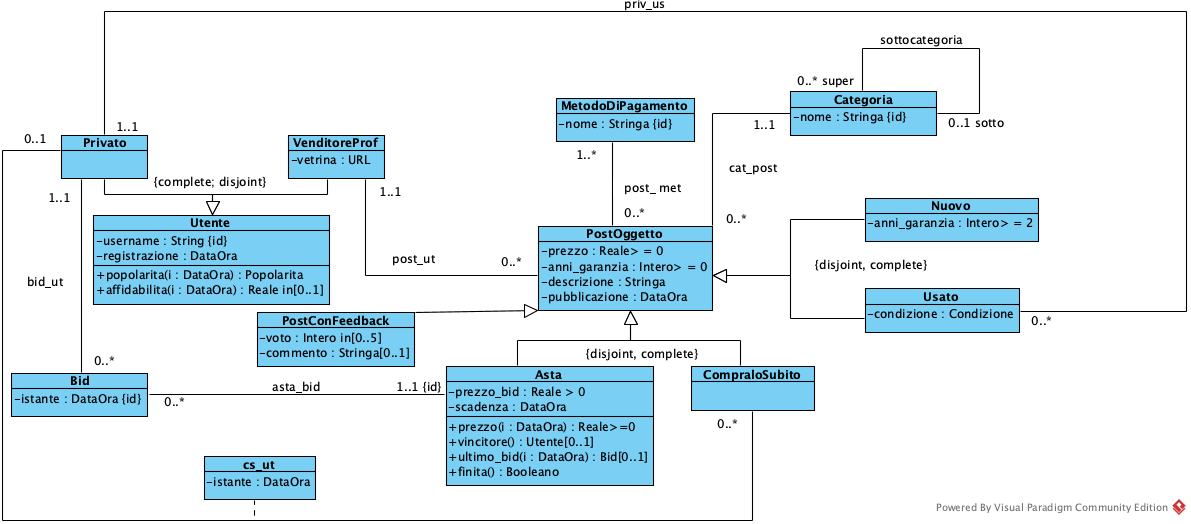 priv_us
sottocategoria
0..* super
Categoria
−nome : Stringa {id}
0..1 sotto
1..1
MetodoDiPagamento
−nome : Stringa {id}
1..*
0..1
1..1
Privato
VenditoreProf
−vetrina : URL
{complete; disjoint}
1..1
1..1
cat_post
post_ met
0..*
0..*
Nuovo
−anni_garanzia : Intero> = 2
Utente
−username : String {id}
−registrazione : DataOra
+popolarita(i : DataOra) : Popolarita
+affidabilita(i : DataOra) : Reale in[0..1]
PostOggetto
−prezzo : Reale> = 0
−anni_garanzia : Intero> = 0
−descrizione : Stringa
−pubblicazione : DataOra
post_ut
0..*
{disjoint, complete}
bid_ut
Usato
−condizione : Condizione
0..*
PostConFeedback
−voto : Intero in[0..5]
−commento : Stringa[0..1]
{disjoint, complete}
0..*
Bid
−istante : DataOra {id}
0..*
asta_bid
1..1 {id}
Asta
−prezzo_bid : Reale > 0
−scadenza : DataOra
+prezzo(i : DataOra) : Reale>=0
+vincitore() : Utente[0..1]
+ultimo_bid(i : DataOra) : Bid[0..1]
+finita() : Booleano
CompraloSubito
0..*
cs_ut
−istante : DataOra
Powered By Visual Paradigm Community Edition